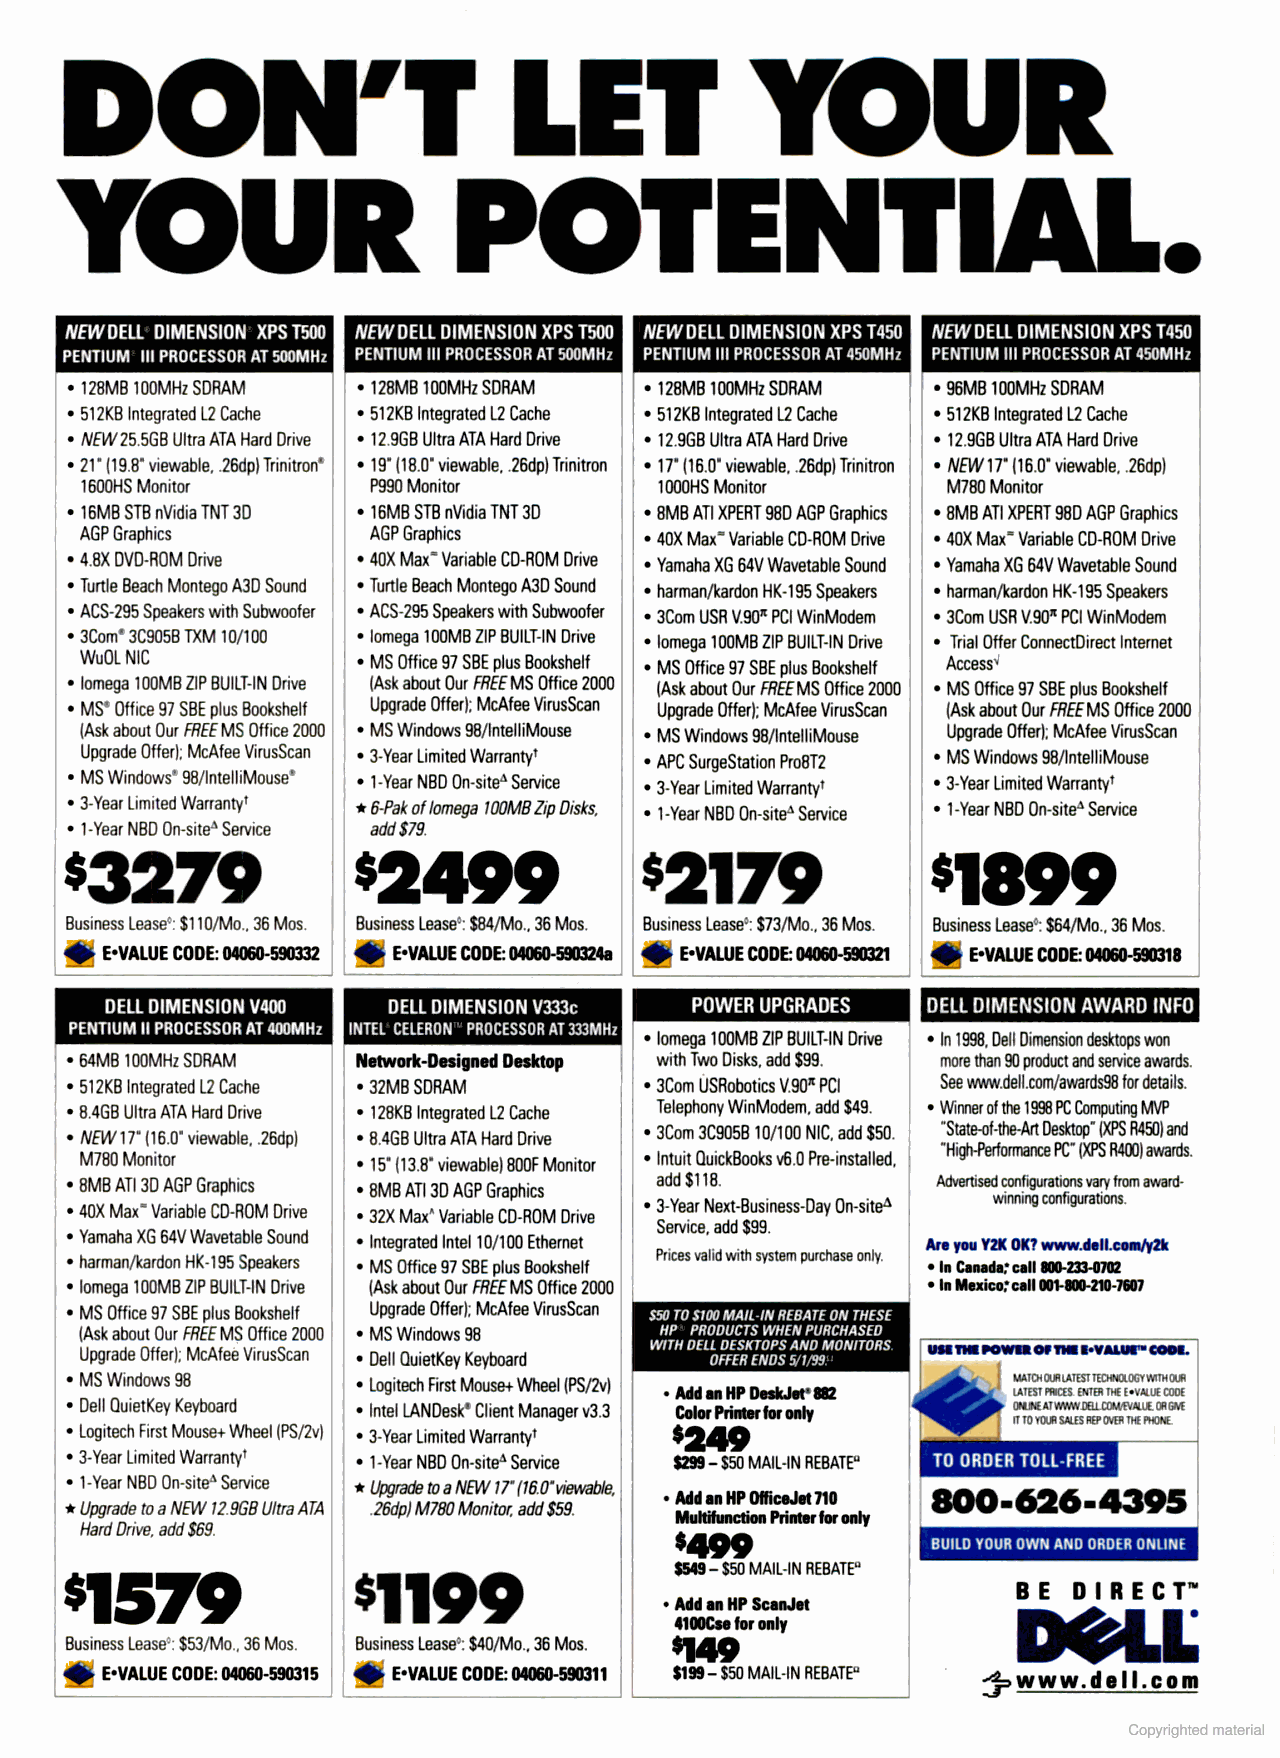 DON'T LET YOUR
YOUR POTENTIAL.
NEW DELL® DIMENSION® XPS T500
PENTIUM® III PROCESSOR AT 500MHz
• 128MB 100MHz SDRAM
• 512KB Integrated L2 Cache
• NEW 25.5GB Ultra ATA Hard Drive
• 21" (19.8" viewable, .26dp) Trinitron®
1600HS Monitor
• 16MB STB nVidia TNT 3D
AGP Graphics
• 4.8X DVD-ROM Drive
• Turtle Beach Montego A3D Sound
• ACS-295 Speakers with Subwoofer
• 3Com® 3C905B TXM 10/100
WuOL NIC
• Iomega 100MB ZIP BUILT-IN Drive
• MS® Office 97 SBE plus Bookshelf
(Ask about Our FREE MS Office 2000
Upgrade Offer); McAfee VirusScan
• MS Windows® 98/IntelliMouse®
• 3-Year Limited Warranty†
• 1-Year NBD On-siteΔ Service
$3279
Business Lease◊: $110/Mo., 36 Mos.
E•VALUE CODE: 04060-590332
NEW DELL DIMENSION XPS T500
PENTIUM III PROCESSOR AT 500MHz
• 128MB 100MHz SDRAM
• 512KB Integrated L2 Cache
• 12.9GB Ultra ATA Hard Drive
• 19" (18.0" viewable, .26dp) Trinitron
P990 Monitor
• 16MB STB nVidia TNT 3D
AGP Graphics
• 40X Max≈ Variable CD-ROM Drive
• Turtle Beach Montego A3D Sound
• ACS-295 Speakers with Subwoofer
• Iomega 100MB ZIP BUILT-IN Drive
• MS Office 97 SBE plus Bookshelf
(Ask about Our FREE MS Office 2000
Upgrade Offer); McAfee VirusScan
• MS Windows 98/IntelliMouse
• 3-Year Limited Warranty†
• 1-Year NBD On-siteΔ Service
★ 6-Pak of Iomega 100MB Zip Disks,
add $79.
$2499
Business Lease◊: $84/Mo., 36 Mos.
E•VALUE CODE: 04060-590324a
NEW DELL DIMENSION XPS T450
PENTIUM III PROCESSOR AT 450MHz
• 128MB 100MHz SDRAM
• 512KB Integrated L2 Cache
• 12.9GB Ultra ATA Hard Drive
• 17" (16.0" viewable, .26dp) Trinitron
1000HS Monitor
• 8MB ATI XPERT 98D AGP Graphics
• 40X Max≈ Variable CD-ROM Drive
• Yamaha XG 64V Wavetable Sound
• harman/kardon HK-195 Speakers
• 3Com USR V.90π PCI WinModem
• Iomega 100MB ZIP BUILT-IN Drive
• MS Office 97 SBE plus Bookshelf
(Ask about Our FREE MS Office 2000
Upgrade Offer); McAfee VirusScan
• MS Windows 98/IntelliMouse
• APC SurgeStation Pro8T2
• 3-Year Limited Warranty†
• 1-Year NBD On-siteΔ Service
$2179
Business Lease◊: $73/Mo., 36 Mos.
E•VALUE CODE: 04060-590321
NEW DELL DIMENSION XPS T450
PENTIUM III PROCESSOR AT 450MHz
• 96MB 100MHz SDRAM
• 512KB Integrated L2 Cache
• 12.9GB Ultra ATA Hard Drive
• NEW 17" (16.0" viewable, .26dp)
M780 Monitor
• 8MB ATI XPERT 98D AGP Graphics
• 40X Max≈ Variable CD-ROM Drive
• Yamaha XG 64V Wavetable Sound
• harman/kardon HK-195 Speakers
• 3Com USR V.90π PCI WinModem
• Trial Offer ConnectDirect Internet
Access√
• MS Office 97 SBE plus Bookshelf
(Ask about Our FREE MS Office 2000
Upgrade Offer); McAfee VirusScan
• MS Windows 98/IntelliMouse
• 3-Year Limited Warranty†
• 1-Year NBD On-siteΔ Service
$1899
Business Lease◊: $64/Mo., 36 Mos.
E•VALUE CODE: 04060-590318
DELL DIMENSION V400
PENTIUM II PROCESSOR AT 400MHz
• 64MB 100MHz SDRAM
• 512KB Integrated L2 Cache
• 8.4GB Ultra ATA Hard Drive
• NEW 17" (16.0" viewable, .26dp)
M780 Monitor
• 8MB ATI 3D AGP Graphics
• 40X Max≈ Variable CD-ROM Drive
• Yamaha XG 64V Wavetable Sound
• harman/kardon HK-195 Speakers
• Iomega 100MB ZIP BUILT-IN Drive
• MS Office 97 SBE plus Bookshelf
(Ask about Our FREE MS Office 2000
Upgrade Offer); McAfee VirusScan
• MS Windows 98
• Dell QuietKey Keyboard
• Logitech First Mouse+ Wheel (PS/2v)
• 3-Year Limited Warranty†
• 1-Year NBD On-siteΔ Service
★ Upgrade to a NEW 12.9GB Ultra ATA
Hard Drive, add $69.
$1579
Business Lease◊: $53/Mo., 36 Mos.
E•VALUE CODE: 04060-590315
DELL DIMENSION V333c
INTEL® CELERON™ PROCESSOR AT 333MHz
Network-Designed Desktop
• 32MB SDRAM
• 128KB Integrated L2 Cache
• 8.4GB Ultra ATA Hard Drive
• 15" (13.8" viewable) 800F Monitor
• 8MB ATI 3D AGP Graphics
• 32X Max^ Variable CD-ROM Drive
• Integrated Intel 10/100 Ethernet
• MS Office 97 SBE plus Bookshelf
(Ask about Our FREE MS Office 2000
Upgrade Offer); McAfee VirusScan
• MS Windows 98
• Dell QuietKey Keyboard
• Logitech First Mouse+ Wheel (PS/2v)
• Intel LANDesk® Client Manager v3.3
• 3-Year Limited Warranty†
• 1-Year NBD On-siteΔ Service
★ Upgrade to a NEW 17" (16.0" viewable,
.26dp) M780 Monitor, add $59.
$1199
Business Lease◊: $40/Mo., 36 Mos.
E•VALUE CODE: 04060-590311
POWER UPGRADES
• Iomega 100MB ZIP BUILT-IN Drive
with Two Disks, add $99.
• 3Com USRobotics V.90π PCI
Telephony WinModem, add $49.
• 3Com 3C905B 10/100 NIC, add $50.
• Intuit QuickBooks v6.0 Pre-installed,
add $118.
• 3-Year Next-Business-Day On-siteΔ
Service, add $99.
Prices valid with system purchase only.
$50 TO $100 MAIL-IN REBATE ON THESE
HP® PRODUCTS WHEN PURCHASED
WITH DELL DESKTOPS AND MONITORS.
OFFER ENDS 5/1/99.
• Add an HP DeskJet® 882
Color Printer for only
$249
$299 – $50 MAIL-IN REBATE
• Add an HP OfficeJet 710
Multifunction Printer for only
$499
$549 – $50 MAIL-IN REBATE
• Add an HP ScanJet
4100Cse for only
$149
$199 – $50 MAIL-IN REBATE
DELL DIMENSION AWARD INFO
• In 1998, Dell Dimension desktops won
more than 90 product and service awards.
See www.dell.com/awards98 for details.
• Winner of the 1998 PC Computing MVP
"State-of-the-Art Desktop" (XPS R450) and
"High-Performance PC" (XPS R400) awards.
Advertised configurations vary from award-
winning configurations.
Are you Y2K OK? www.dell.com/y2k
• In Canada,* call 800-233-0702
• In Mexico,* call 001-800-210-7607
USE THE POWER OF THE E•VALUE™ CODE.
MATCH OUR LATEST TECHNOLOGY WITH OUR
LATEST PRICES. ENTER THE E•VALUE CODE
ONLINE AT WWW.DELL.COM/EVALUE, OR GIVE
IT TO YOUR SALES REP OVER THE PHONE.
TO ORDER TOLL-FREE
800-626-4395
BUILD YOUR OWN AND ORDER ONLINE
BE DIRECT™
DELL®
www.dell.com
Copyrighted material